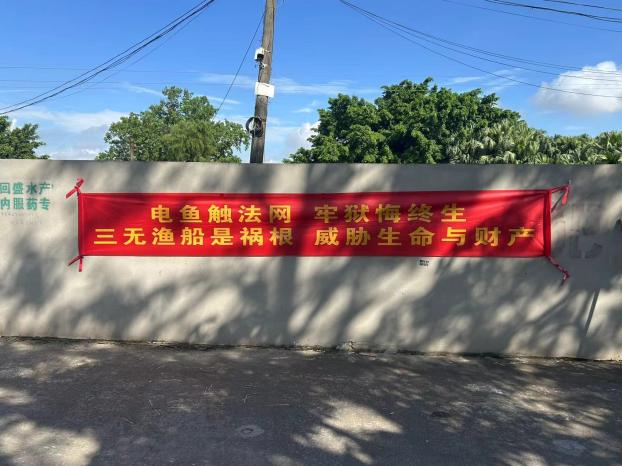 回盛水产
内服药专
电鱼触法网 牢狱悔终生
三无渔船是祸根 威胁生命与财产